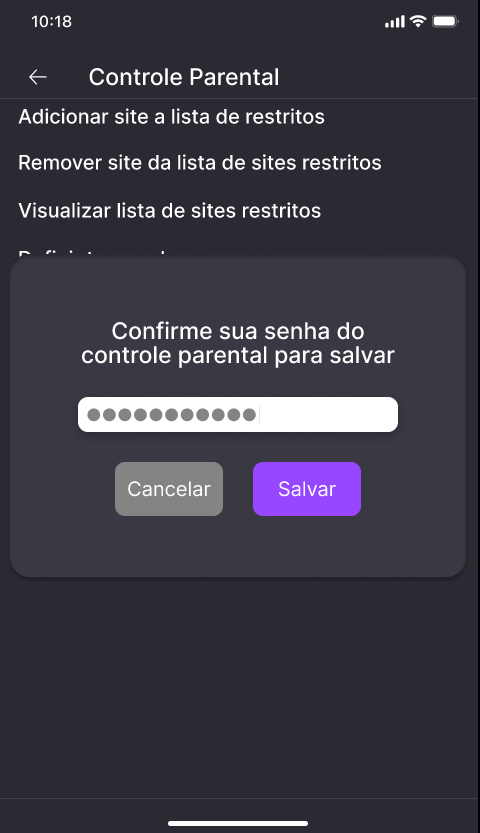 10:18
Controle Parental
Adicionar site a lista de restritos
Remover site da lista de sites restritos
Visualizar lista de sites restritos
Confirme sua senha do
controle parental para salvar
Cancelar
Salvar